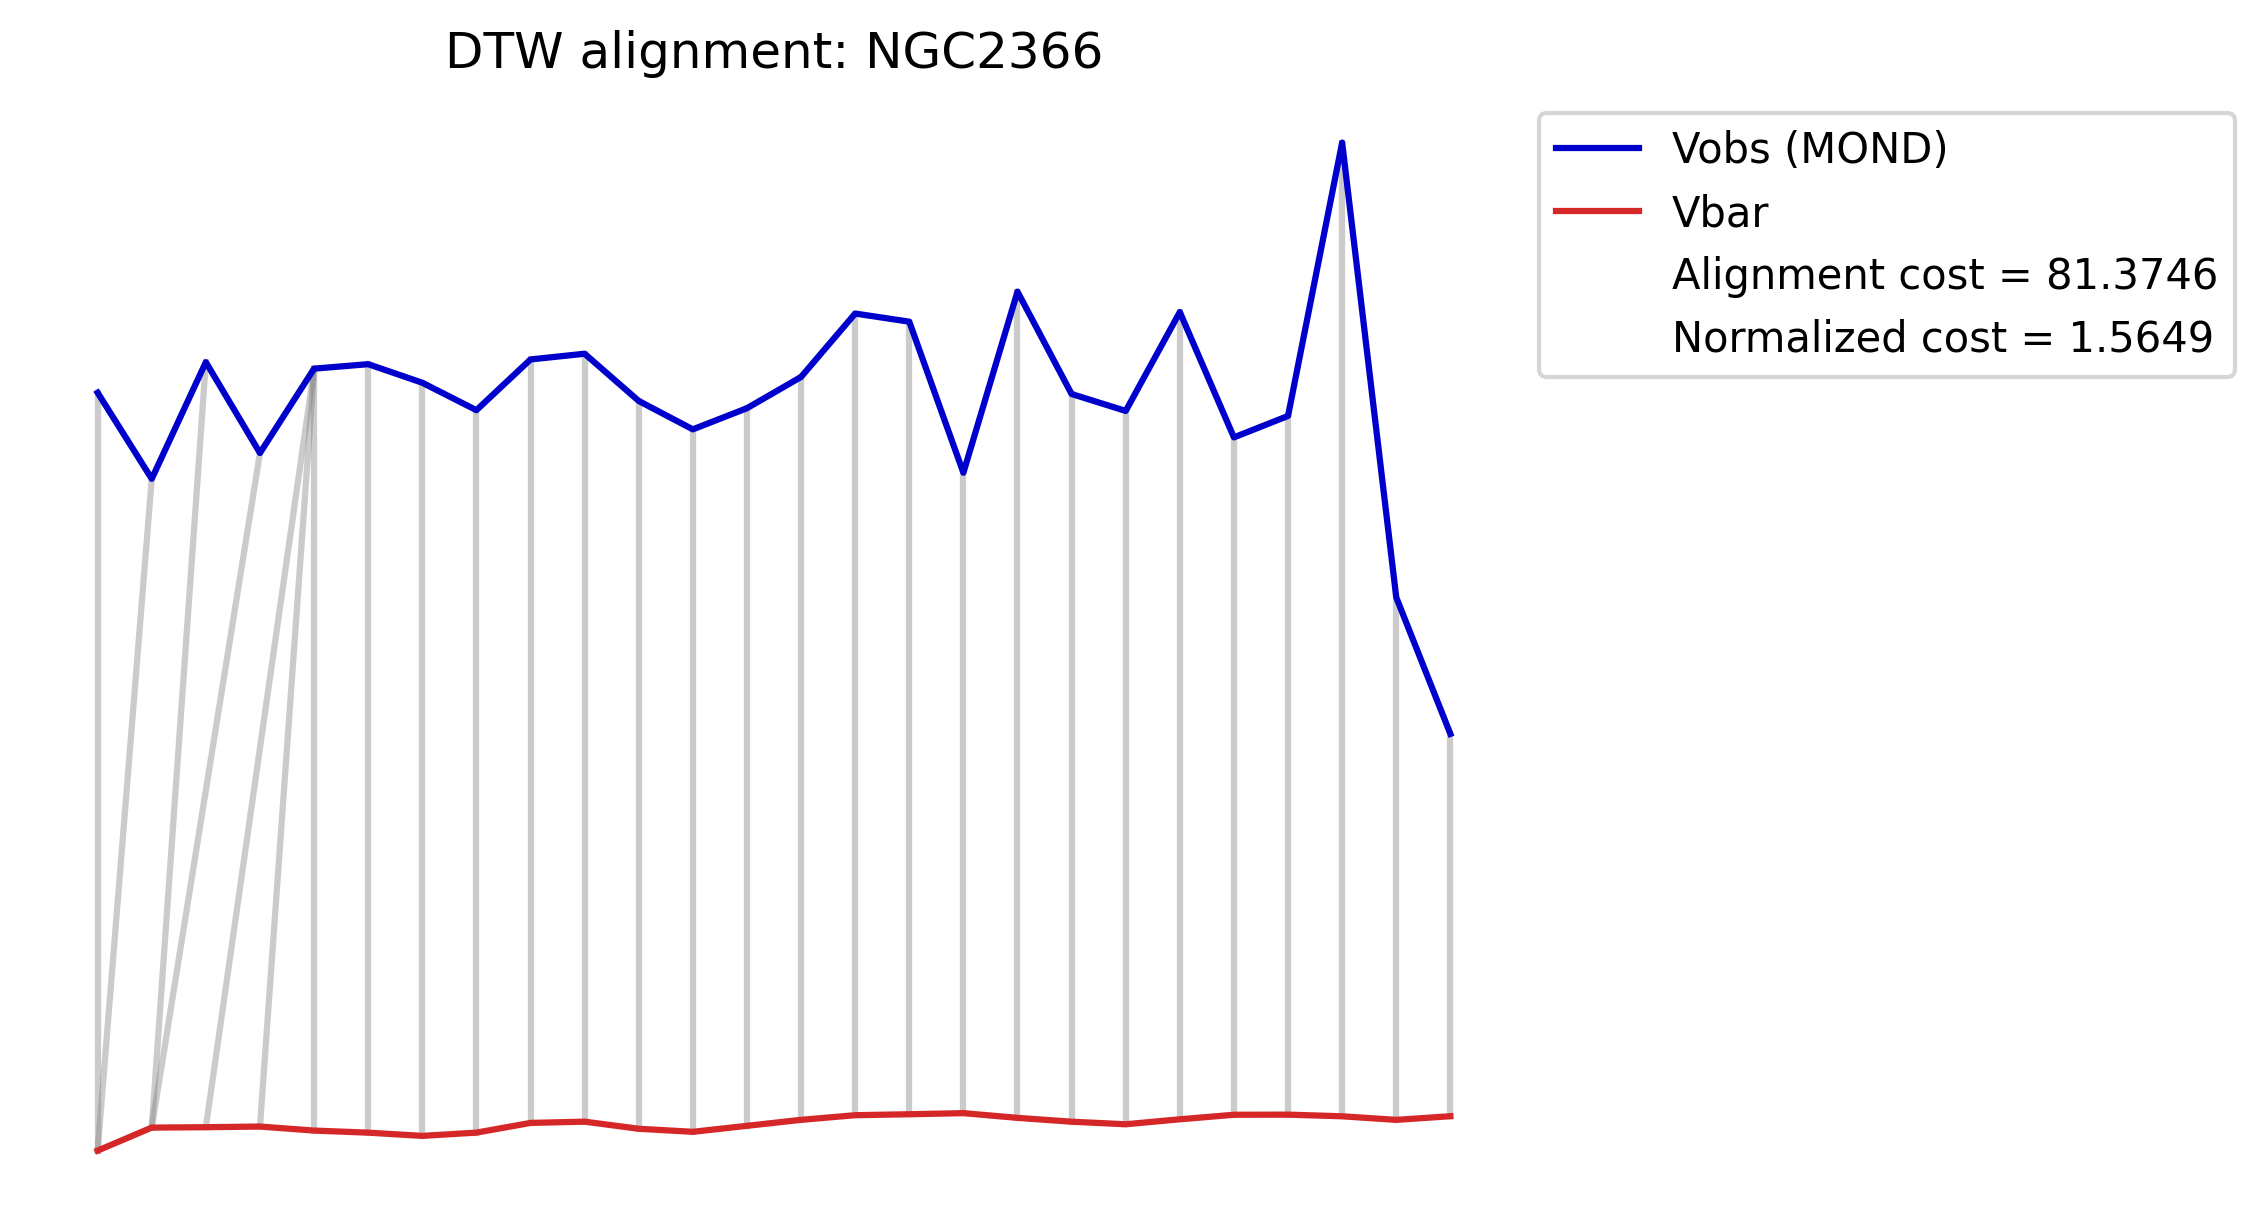 DTW alignment: NGC2366
Vobs (MOND)
Vbar
Alignment cost = 81.3746
Normalized cost = 1.5649